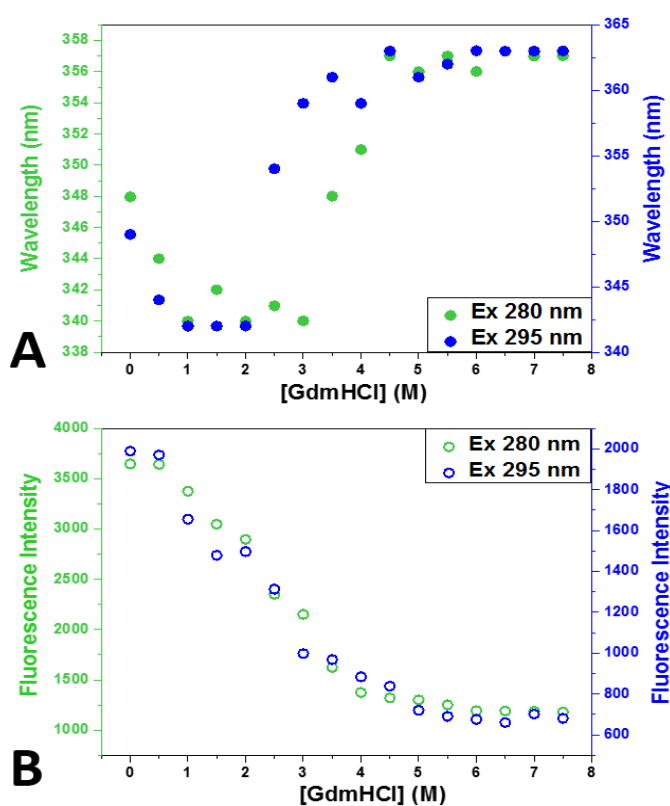 358
356
354
352
350
348
346
344
342
340
338
Wavelength (nm)
365
360
355
350
345
340
Wavelength (nm)
Ex 280 nm
Ex 295 nm
0 1 2 3 4 5 6 7 8
[GdmHCl] (M)
A
4000
3500
3000
2500
2000
1500
1000
Fluorescence Intensity
2000
1800
1600
1400
1200
1000
800
600
Fluorescence Intensity
Ex 280 nm
Ex 295 nm
0 1 2 3 4 5 6 7 8
[GdmHCl] (M)
B